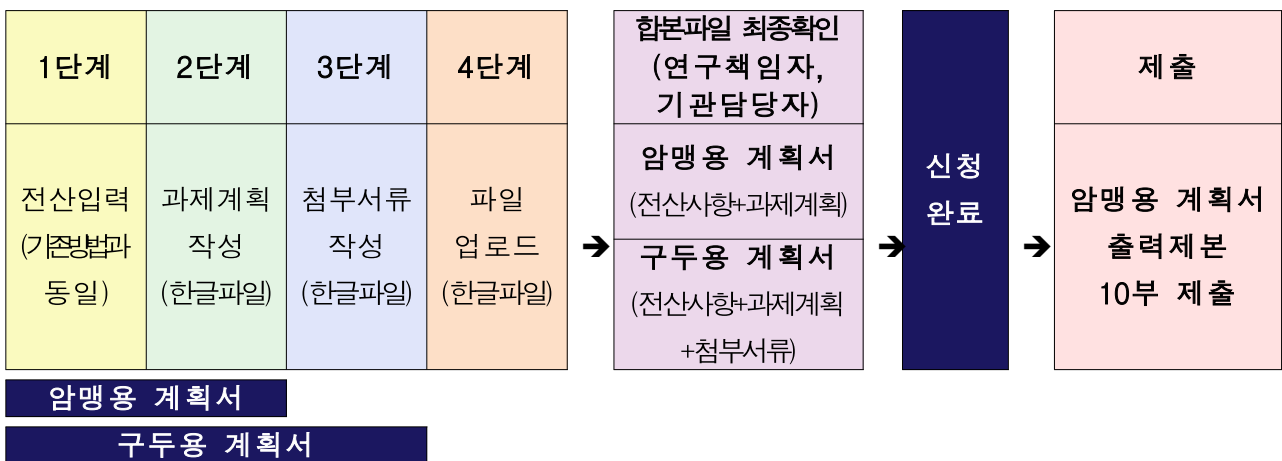 1단계
전산입력
(기존방법과
동일)
2단계
과제계획
작성
(한글파일)
3단계
첨부서류
작성
(한글파일)
4단계
파일
업로드
(한글파일)
합본파일 최종확인
(연구책임자,
기관담당자)
암맹용 계획서
(전산사항+과제계획)
구두용 계획서
(전산사항+과제계획
+첨부서류)
신청
완료
제출
암맹용 계획서
출력제본
10부 제출
암맹용 계획서
구두용 계획서